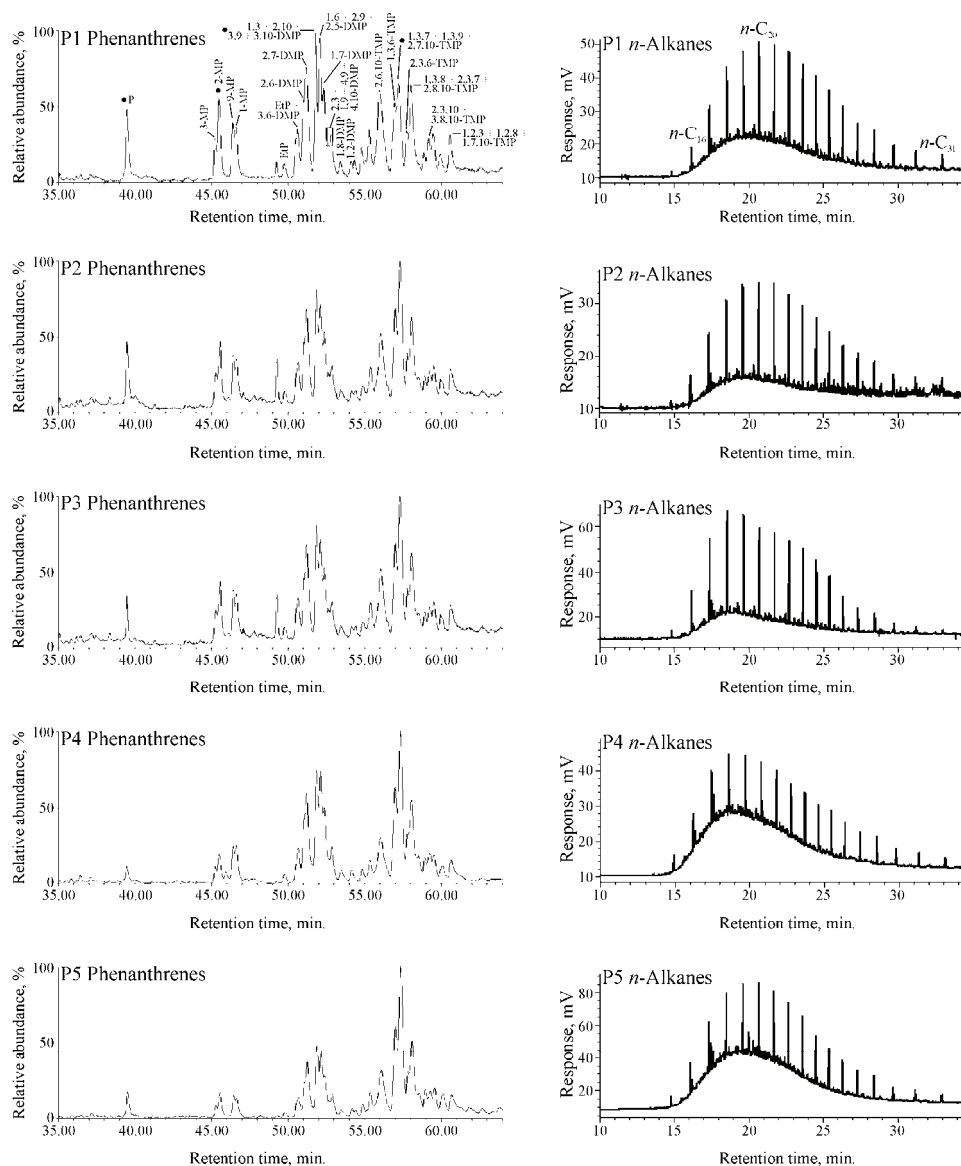 P1 Phenanthrenes
Relative abundance, %
100
50
0
P
3-MP
2-MP
9-MP
1-MP
EtP
EtP +
3.6-DMP
2.6-DMP
2.7-DMP
1.3 + 2.10 +
3.9 + 3.10-DMP
1.6 + 2.9 +
2.5-DMP
1.7-DMP
2.3 +
1.9 + 4.9 +
4.10-DMP
1.8-DMP
1.2-DMP
2.6.10-TMP
1.3.6-TMP
1.3.7 + 1.3.9 +
2.7.10-TMP
2.3.6-TMP
1.3.8 + 2.3.7 +
2.8.10-TMP
2.3.10 +
3.8.10-TMP
1.2.3 + 1.2.8 +
1.7.10-TMP
35.00 40.00 45.00 50.00 55.00 60.00
Retention time, min.
P1 n-Alkanes
Response, mV
50
40
30
20
10
n-C16
n-C20
n-C31
10 15 20 25 30
Retention time, min.
P2 Phenanthrenes
Relative abundance, %
100
50
0
35.00 40.00 45.00 50.00 55.00 60.00
Retention time, min.
P2 n-Alkanes
Response, mV
30
20
10
10 15 20 25 30
Retention time, min.
P3 Phenanthrenes
Relative abundance, %
100
50
0
35.00 40.00 45.00 50.00 55.00 60.00
Retention time, min.
P3 n-Alkanes
Response, mV
60
40
20
10 15 20 25 30
Retention time, min.
P4 Phenanthrenes
Relative abundance, %
100
50
0
35.00 40.00 45.00 50.00 55.00 60.00
Retention time, min.
P4 n-Alkanes
Response, mV
40
30
20
10
10 15 20 25 30
Retention time, min.
P5 Phenanthrenes
Relative abundance, %
100
50
0
35.00 40.00 45.00 50.00 55.00 60.00
Retention time, min.
P5 n-Alkanes
Response, mV
80
60
40
20
10 15 20 25 30
Retention time, min.